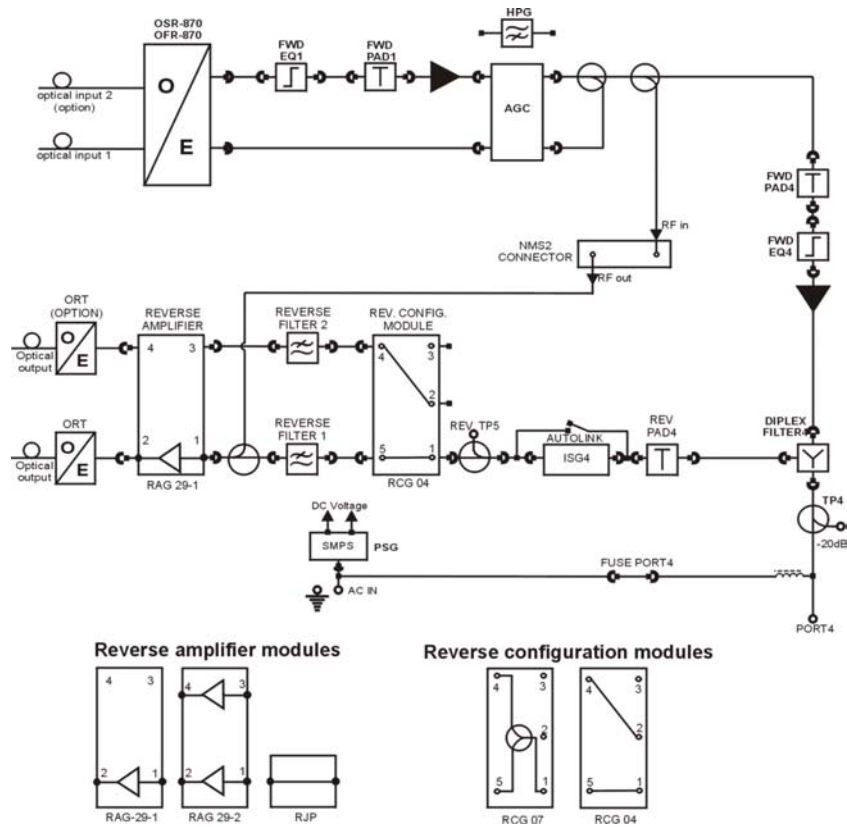 OSR-870
OFR-870
HPG
FWD
EQ1
FWD
PAD1
O
E
AGC
optical input 2
(option)
optical input 1
FWD
PAD4
RF in
NMS2
CONNECTOR
FWD
EQ4
RF out
ORT
(OPTION)
REVERSE
AMPLIFIER
REVERSE
FILTER 2
REV. CONFIG.
MODULE
O
E
4
3
4
3
Optical
output
2
ORT
REVERSE
FILTER 1
REV_TP5
REV
PAD4
DIPLEX
FILTER4
O
E
2
1
5
1
AUTOLINK
ISG4
Optical
output
RAG 29-1
RCG 04
DC Voltage
TP4
-20dB
SMPS
PSG
FUSE PORT4
AC IN
PORT4
Reverse amplifier modules
Reverse configuration modules
4
3
4
3
4
3
4
3
2
2
2
1
2
1
5
1
5
1
RAG-29-1
RAG 29-2
RJP
RCG 07
RCG 04